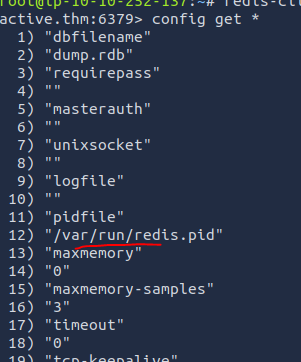 root@ip-10-10-252-137:~# redis-cl
active.thm:6379> config get *
1) "dbfilename"
2) "dump.rdb"
3) "requirepass"
4) ""
5) "masterauth"
6) ""
7) "unixsocket"
8) ""
9) "logfile"
10) ""
11) "pidfile"
12) "/var/run/redis.pid"
13) "maxmemory"
14) "0"
15) "maxmemory-samples"
16) "3"
17) "timeout"
18) "0"
19) "tcp-keepalive"